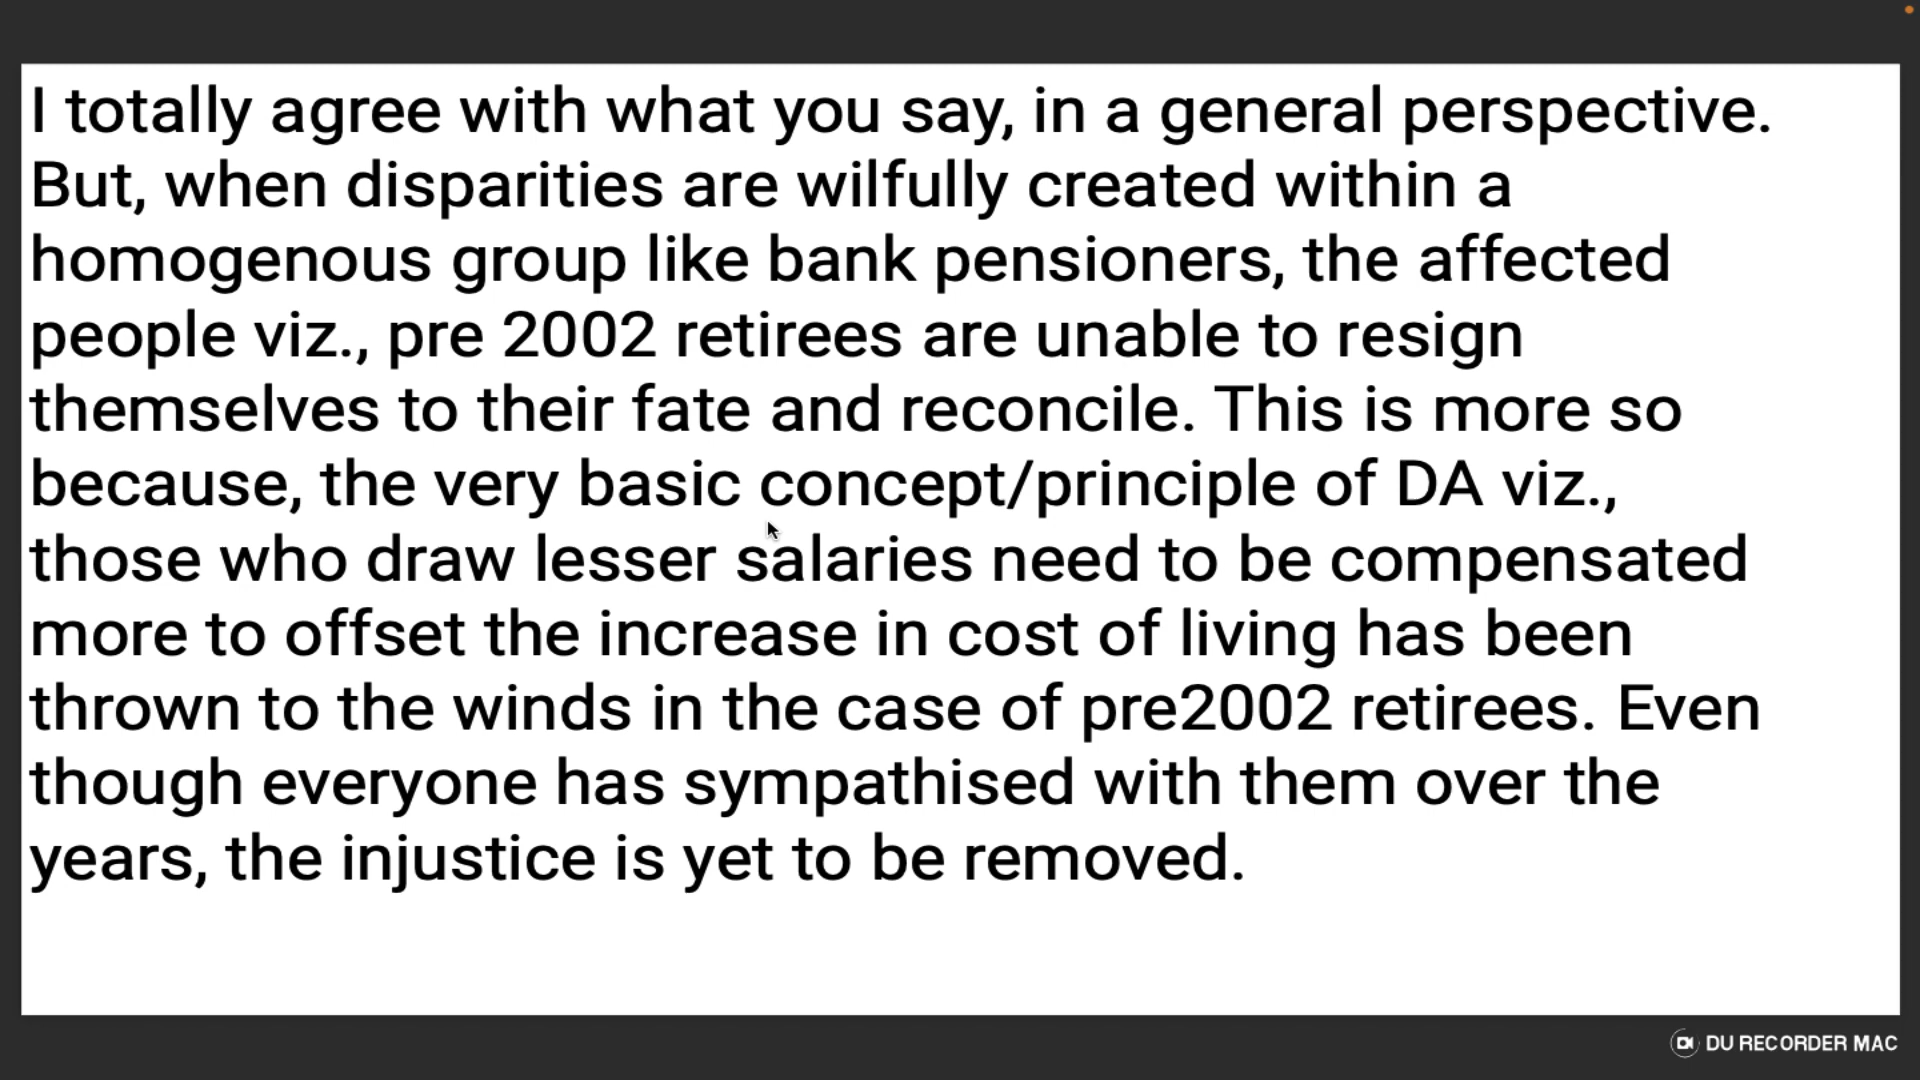 I totally agree with what you say, in a general perspective.
But, when disparities are wilfully created within a
homogenous group like bank pensioners, the affected
people viz., pre 2002 retirees are unable to resign
themselves to their fate and reconcile. This is more so
because, the very basic concept/principle of DA viz.,
those who draw lesser salaries need to be compensated
more to offset the increase in cost of living has been
thrown to the winds in the case of pre2002 retirees. Even
though everyone has sympathised with them over the
years, the injustice is yet to be removed.
DU RECORDER MAC